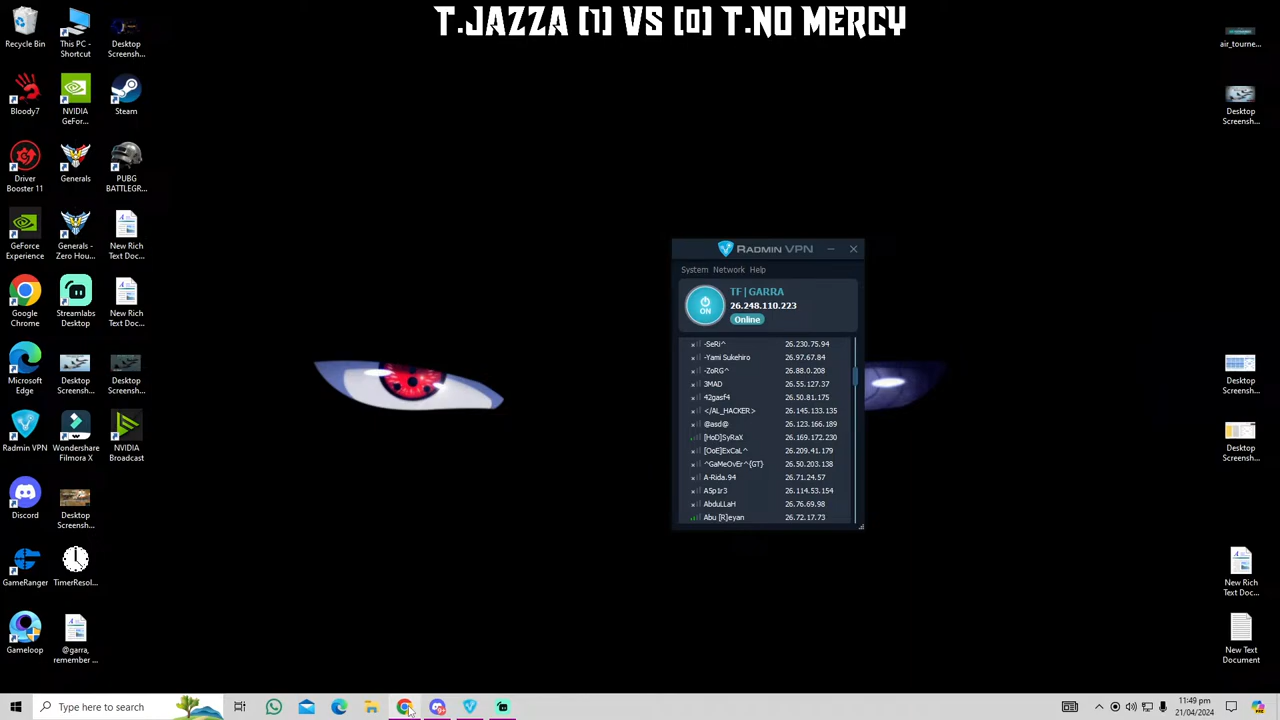 T.JAZZA [1] VS [0] T.NO MERCY
Recycle Bin
This PC -
Shortcut
Desktop
Screensh...
Bloody7
NVIDIA
GeFor...
Steam
Driver
Booster 11
Generals
PUBG
BATTLEGR...
GeForce
Experience
Generals -
Zero Hou...
New Rich
Text Doc...
Google
Chrome
Streamlabs
Desktop
New Rich
Text Doc...
Microsoft
Edge
Desktop
Screensh...
Desktop
Screensh...
Radmin VPN
Wondershare
Filmora X
NVIDIA
Broadcast
Discord
Desktop
Screensh...
GameRanger
TimerResol...
Gameloop
@garra,
remember ...
RADMIN VPN
System Network Help
ON
TF|GARRA
26.248.110.223
Online
-SeRi^ 26.230.75.94
-Yami Sukehiro 26.97.67.84
-ZoRG^ 26.88.0.208
3MAD 26.55.127.37
42gasf4 26.50.81.175
</AL_HACKER> 26.145.133.135
@asd@ 26.123.166.189
[HoD]SyRaX 26.169.172.230
[OoE]ExCaL^ 26.209.41.179
^GaMeOvEr^{GT} 26.50.203.138
A-Rida.94 26.71.24.57
A5p1r3 26.114.53.154
AbduLLaH 26.76.69.98
Abu [R]eyan 26.72.17.73
air_tourne...
Desktop
Screensh...
Desktop
Screensh...
Desktop
Screensh...
New Rich
Text Doc...
New Text
Document
Type here to search
11:49 pm
21/04/2024